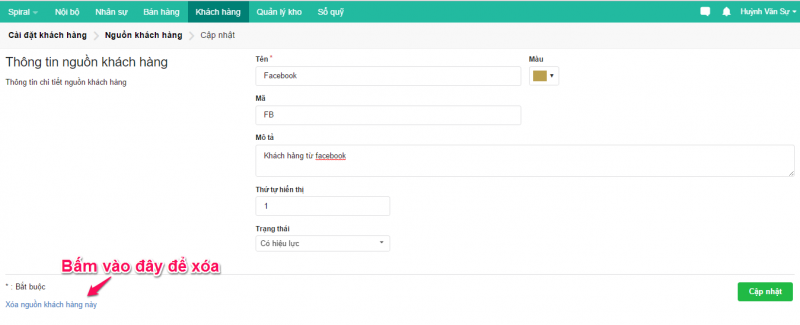 Spiral Nội bộ Nhân sự Bán hàng Khách hàng Quản lý kho Sổ quỹ Huỳnh Văn Sự
Cài đặt khách hàng Nguồn khách hàng Cập nhật
Thông tin nguồn khách hàng
Thông tin chi tiết nguồn khách hàng
Tên * Màu
Facebook
Mã
FB
Mô tả
Khách hàng từ facebook
Thứ tự hiển thị
1
Trạng thái
Có hiệu lực
Bấm vào đây để xóa
* : Bắt buộc
Xóa nguồn khách hàng này
Cập nhật